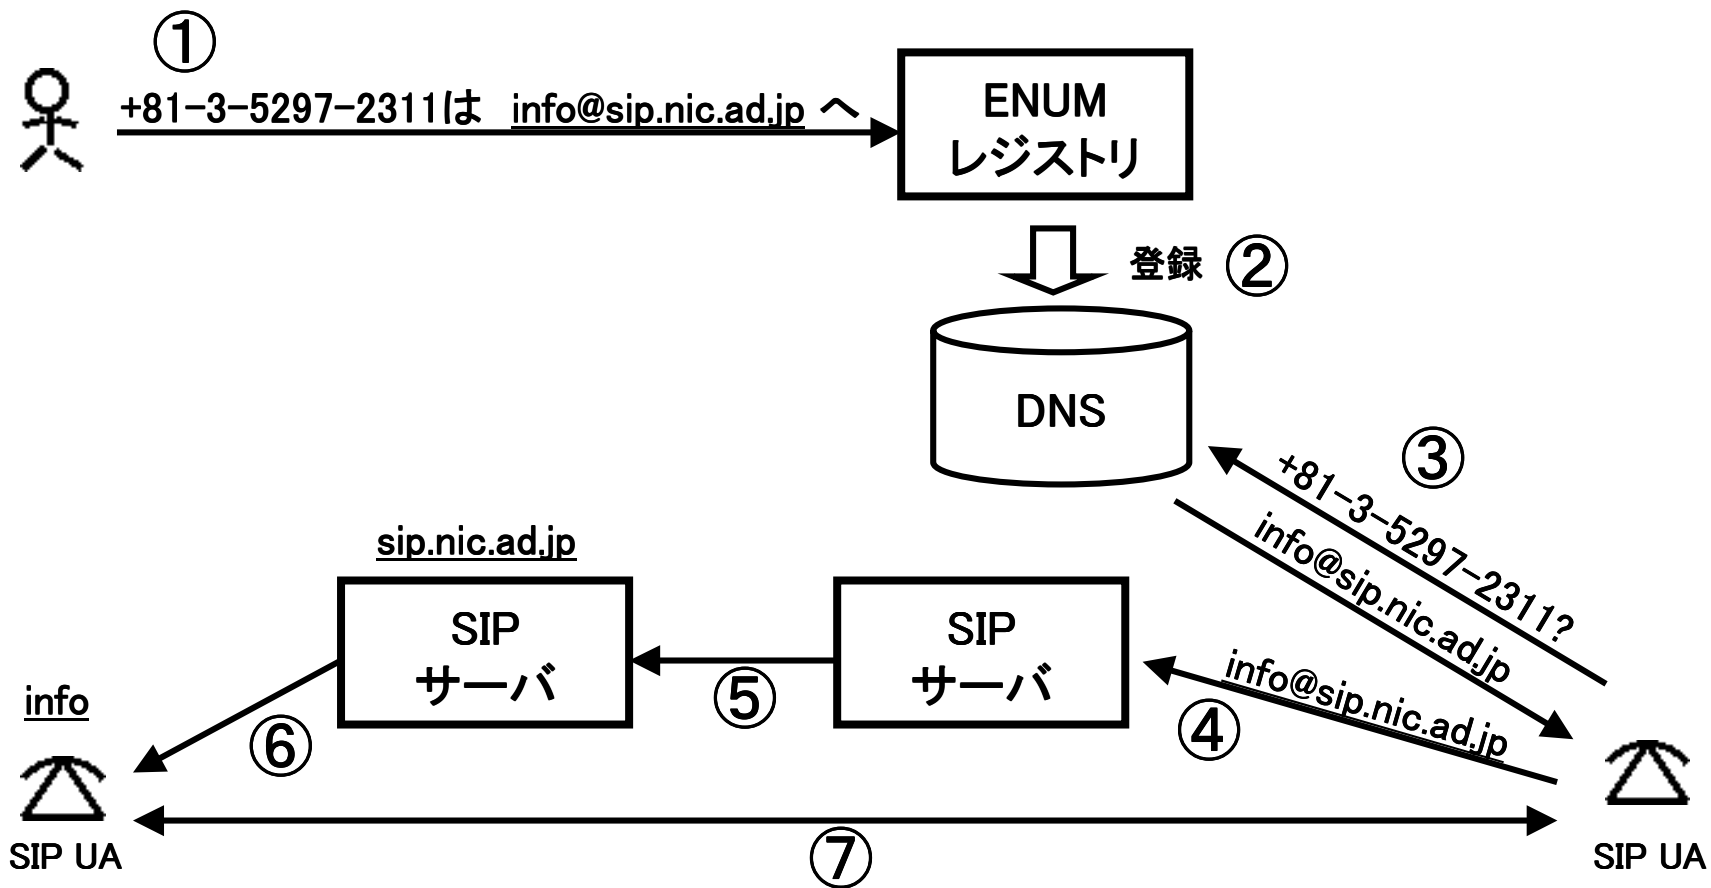 ①
+81-3-5297-2311は info@sip.nic.ad.jp へ
ENUM
レジストリ
登録 ②
DNS
③
+81-3-5297-2311?
info@sip.nic.ad.jp
sip.nic.ad.jp
SIP
サーバ
SIP
サーバ
info@sip.nic.ad.jp
④
⑤
info
⑥
SIP UA
⑦
SIP UA